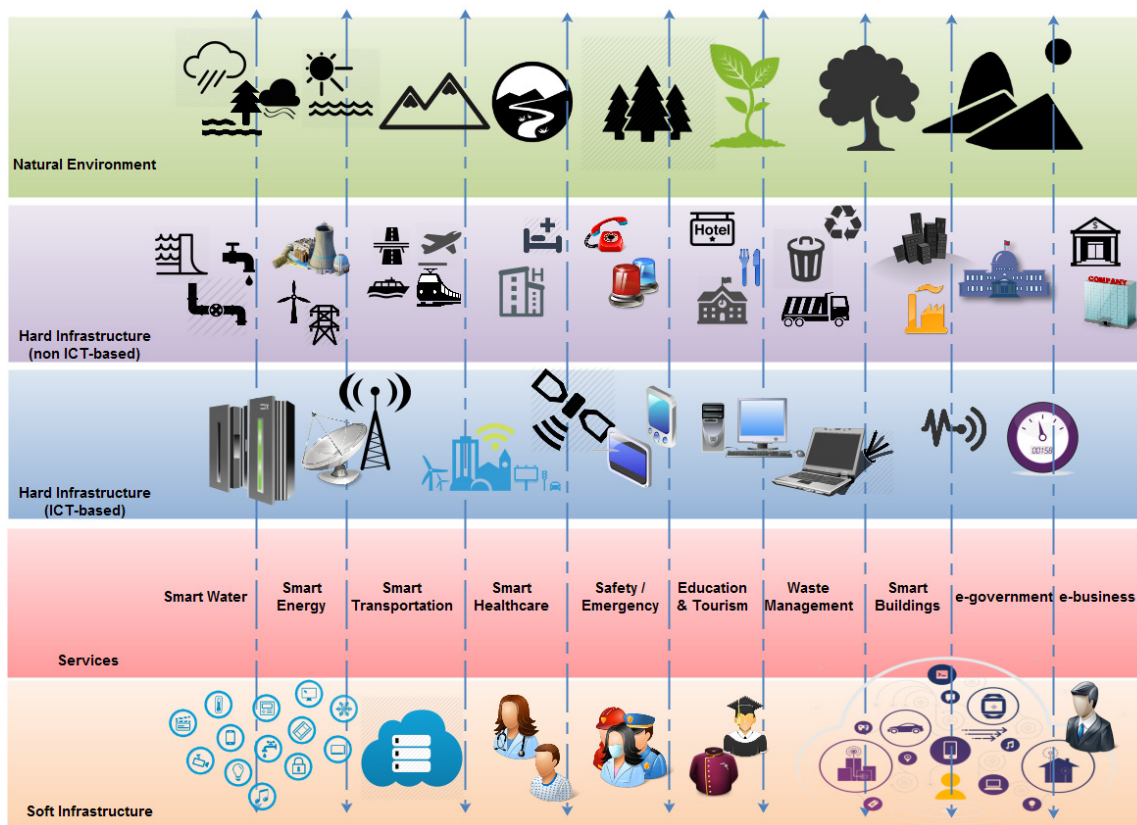 Natural Environment
Hotel
H
$
COMPANY
Hard Infrastructure
(non ICT-based)
00158
Hard Infrastructure
(ICT-based)
Smart Water
Smart
Energy
Smart
Transportation
Smart
Healthcare
Safety /
Emergency
Education
& Tourism
Waste
Management
Smart
Buildings
e-government
e-business
Services
Soft Infrastructure